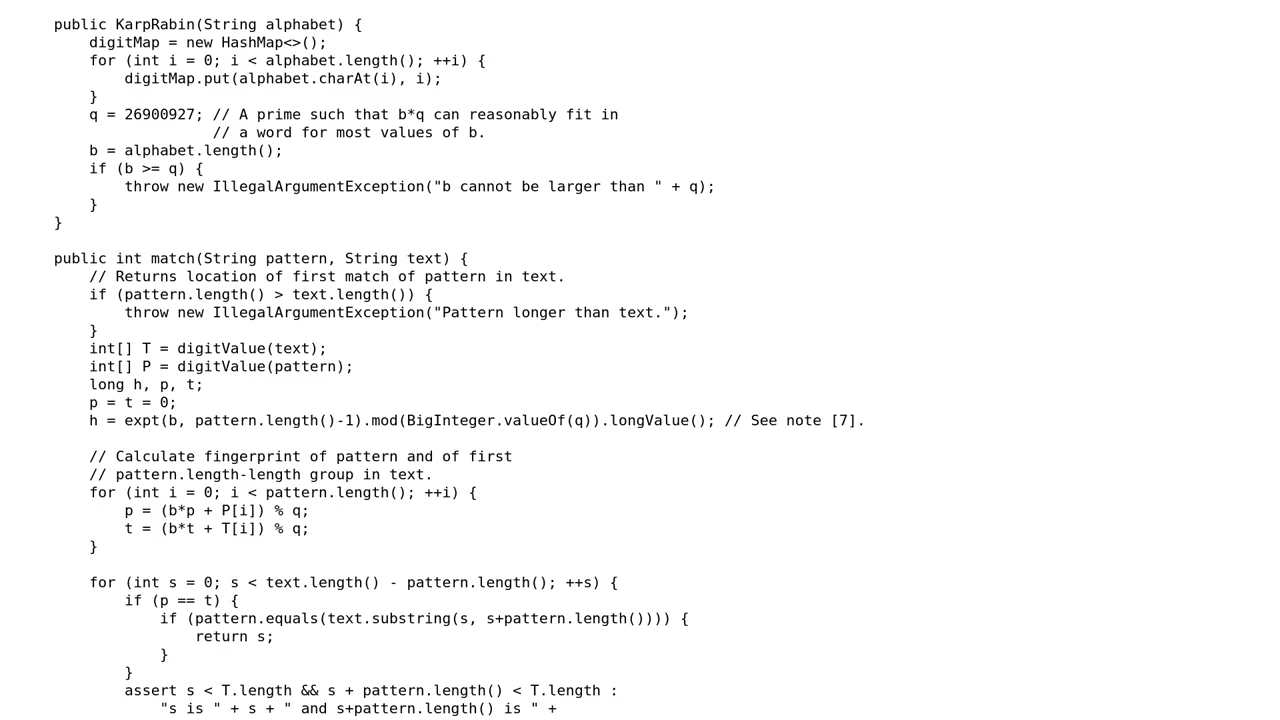 public KarpRabin(String alphabet) {
    digitMap = new HashMap<>();
    for (int i = 0; i < alphabet.length(); ++i) {
        digitMap.put(alphabet.charAt(i), i);
    }
    q = 26900927; // A prime such that b*q can reasonably fit in
                  // a word for most values of b.
    b = alphabet.length();
    if (b >= q) {
        throw new IllegalArgumentException("b cannot be larger than " + q);
    }
}

public int match(String pattern, String text) {
    // Returns location of first match of pattern in text.
    if (pattern.length() > text.length()) {
        throw new IllegalArgumentException("Pattern longer than text.");
    }
    int[] T = digitValue(text);
    int[] P = digitValue(pattern);
    long h, p, t;
    p = t = 0;
    h = expt(b, pattern.length()-1).mod(BigInteger.valueOf(q)).longValue(); // See note [7].

    // Calculate fingerprint of pattern and of first
    // pattern.length-length group in text.
    for (int i = 0; i < pattern.length(); ++i) {
        p = (b*p + P[i]) % q;
        t = (b*t + T[i]) % q;
    }

    for (int s = 0; s < text.length() - pattern.length(); ++s) {
        if (p == t) {
            if (pattern.equals(text.substring(s, s+pattern.length()))) {
                return s;
            }
        }
        assert s < T.length && s + pattern.length() < T.length :
            "s is " + s + " and s+pattern.length() is " +